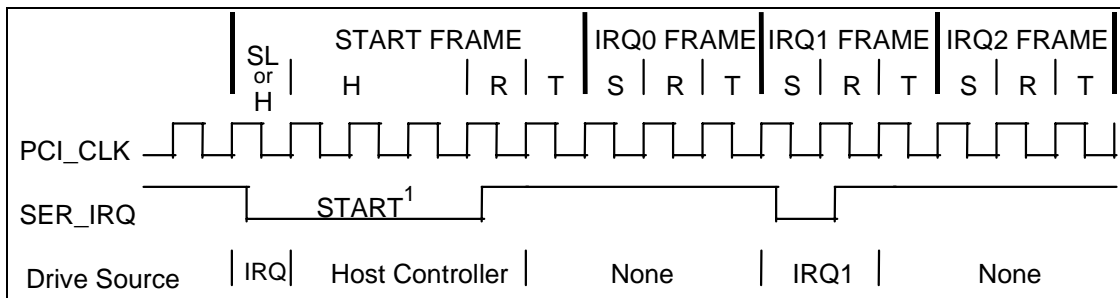 START FRAME IRQ0 FRAME IRQ1 FRAME IRQ2 FRAME
SL
or
H
H R T S R T S R T S R T
PCI_CLK
SER_IRQ START1
Drive Source IRQ Host Controller None IRQ1 None